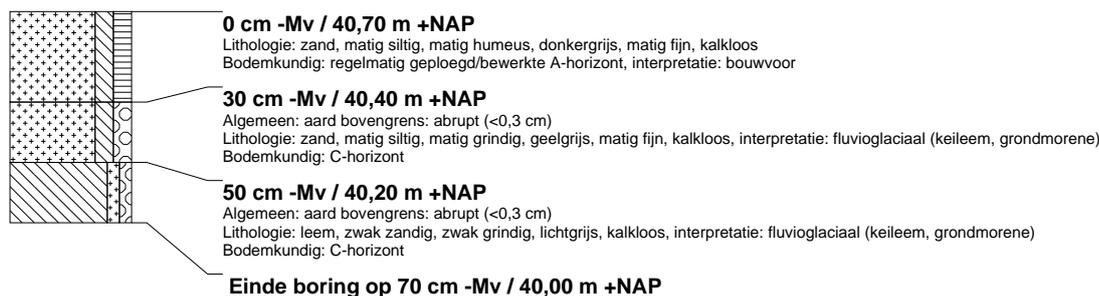 0 cm -Mv / 40,70 m +NAP
Lithologie: zand, matig siltig, matig humeus, donkergrijs, matig fijn, kalkloos
Bodemkundig: regelmatig geploegd/bewerkte A-horizont, interpretatie: bouwvoor
30 cm -Mv / 40,40 m +NAP
Algemeen: aard bovengrens: abrupt (<0,3 cm)
Lithologie: zand, matig siltig, matig grindig, geelgrijs, matig fijn, kalkloos, interpretatie: fluvioglaciaal (keileem, grondmorene)
Bodemkundig: C-horizont
50 cm -Mv / 40,20 m +NAP
Algemeen: aard bovengrens: abrupt (<0,3 cm)
Lithologie: leem, zwak zandig, zwak grindig, lichtgrijs, kalkloos, interpretatie: fluvioglaciaal (keileem, grondmorene)
Bodemkundig: C-horizont
Einde boring op 70 cm -Mv / 40,00 m +NAP